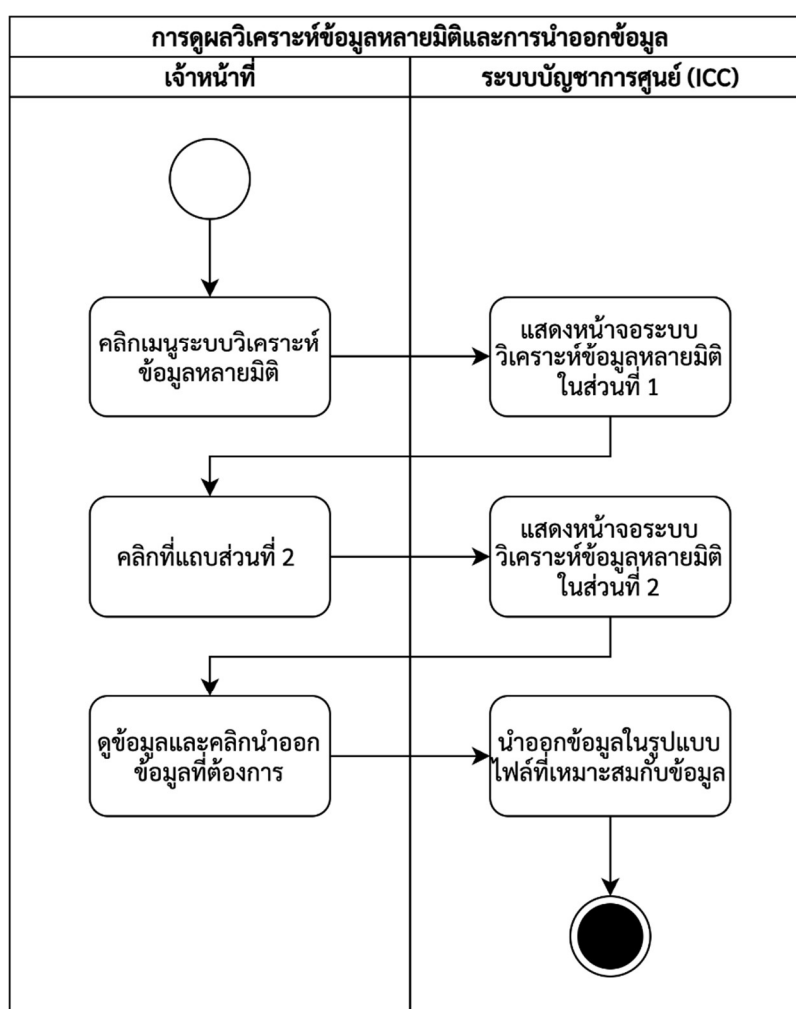 การดูผลวิเคราะห์ข้อมูลหลายมิติและการนำออกข้อมูล
เจ้าหน้าที่
ระบบบัญชาการศูนย์ (ICC)
คลิกเมนูระบบวิเคราะห์
ข้อมูลหลายมิติ
แสดงหน้าจอระบบ
วิเคราะห์ข้อมูลหลายมิติ
ในส่วนที่ 1
คลิกที่แถบส่วนที่ 2
แสดงหน้าจอระบบ
วิเคราะห์ข้อมูลหลายมิติ
ในส่วนที่ 2
ดูข้อมูลและคลิกนำออก
ข้อมูลที่ต้องการ
นำออกข้อมูลในรูปแบบ
ไฟล์ที่เหมาะสมกับข้อมูล